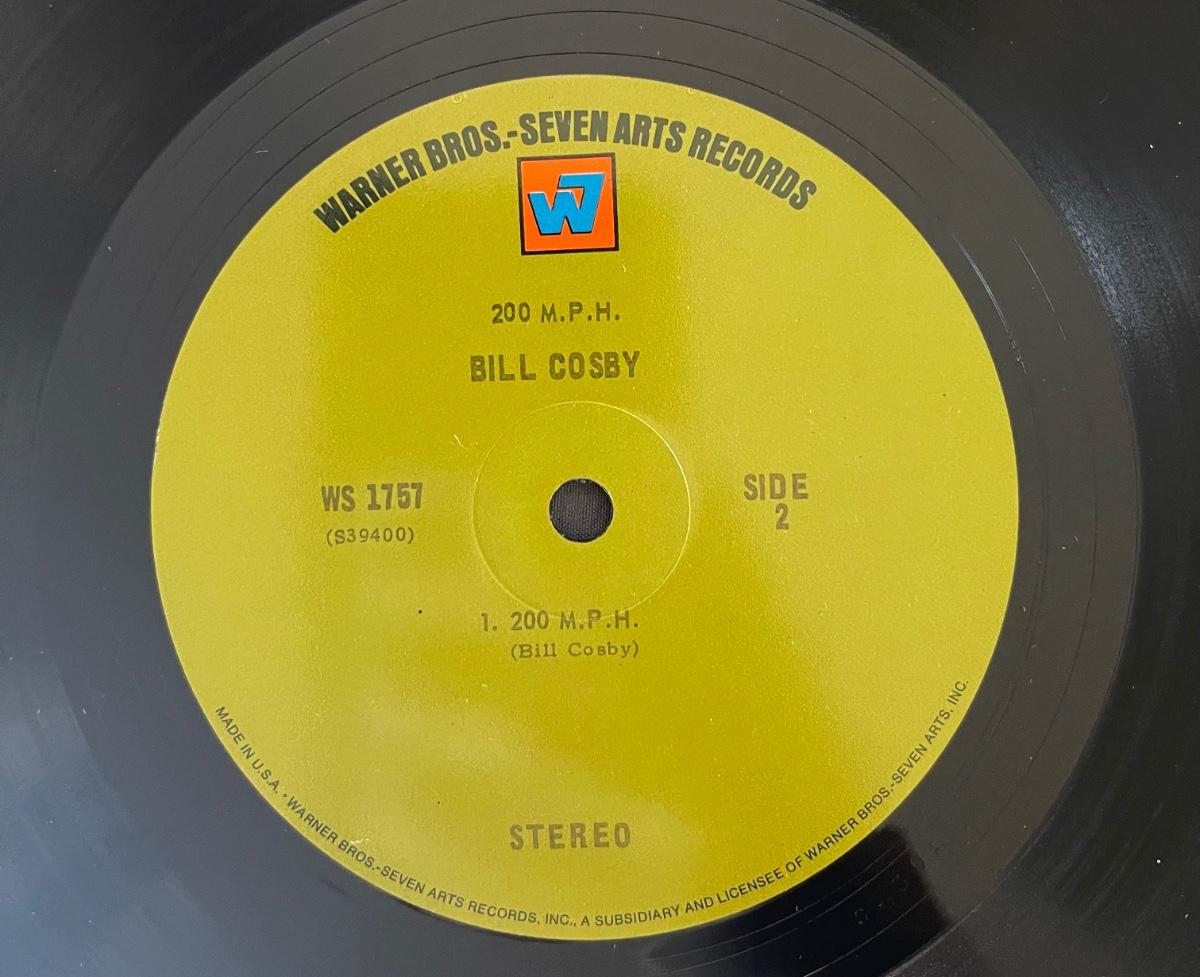 WARNER BROS.-SEVEN ARTS RECORDS
W7
200 M.P.H.
BILL COSBY
WS 1757
(S39400)
SIDE
2
1. 200 M.P.H.
(Bill Cosby)
STEREO
MADE IN U.S.A. • WARNER BROS.-SEVEN ARTS RECORDS, INC., A SUBSIDIARY AND LICENSEE OF WARNER BROS.-SEVEN ARTS, INC.